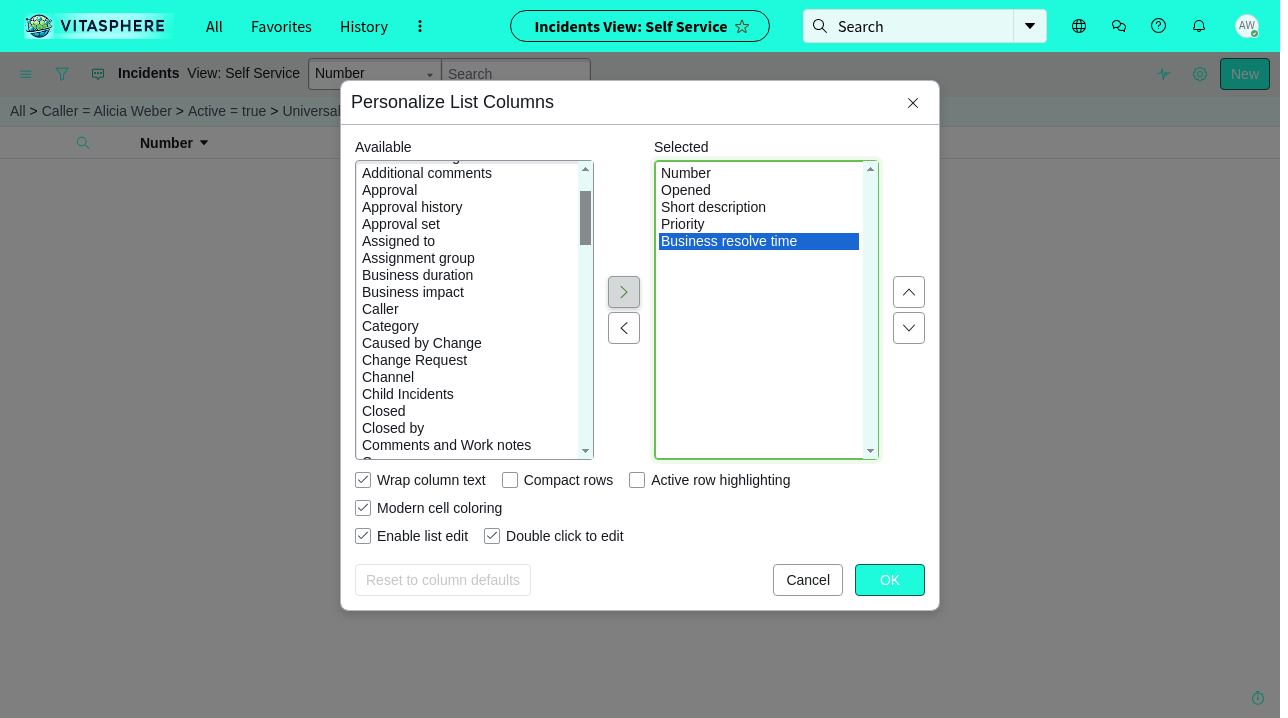 VITASPHERE All Favorites History Incidents View: Self Service Search AW
Incidents View: Self Service Number Search New
All > Caller = Alicia Weber > Active = true > Universal
Number
Personalize List Columns
Available
Additional comments
Approval
Approval history
Approval set
Assigned to
Assignment group
Business duration
Business impact
Caller
Category
Caused by Change
Change Request
Channel
Child Incidents
Closed
Closed by
Comments and Work notes
Selected
Number
Opened
Short description
Priority
Business resolve time
Wrap column text Compact rows Active row highlighting
Modern cell coloring
Enable list edit Double click to edit
Reset to column defaults Cancel OK